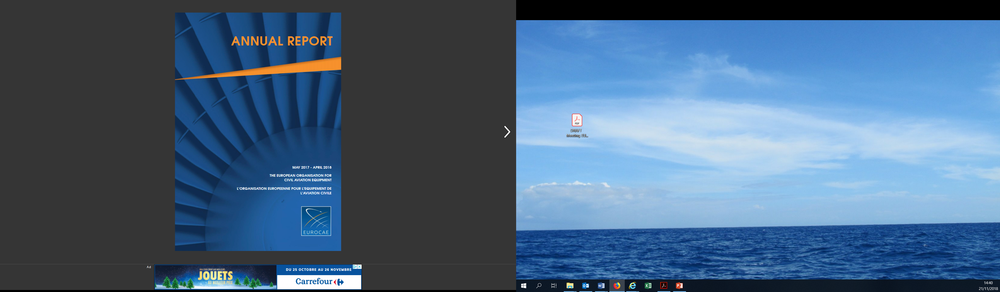 ANNUAL REPORT
MAY 2017 - APRIL 2018
THE EUROPEAN ORGANISATION FOR
CIVIL AVIATION EQUIPMENT
L'ORGANISATION EUROPEENNE POUR L'EQUIPEMENT DE
L'AVIATION CIVILE
EUROCAE
Ad
ON A TOUS DROIT AUX MEILLEURS
JOUETS
AU MEILLEUR PRIX
DU 25 OCTOBRE AU 26 NOVEMBRE
Carrefour
PDF
DRAFT
Meeting EU...
14:40
21/11/2018